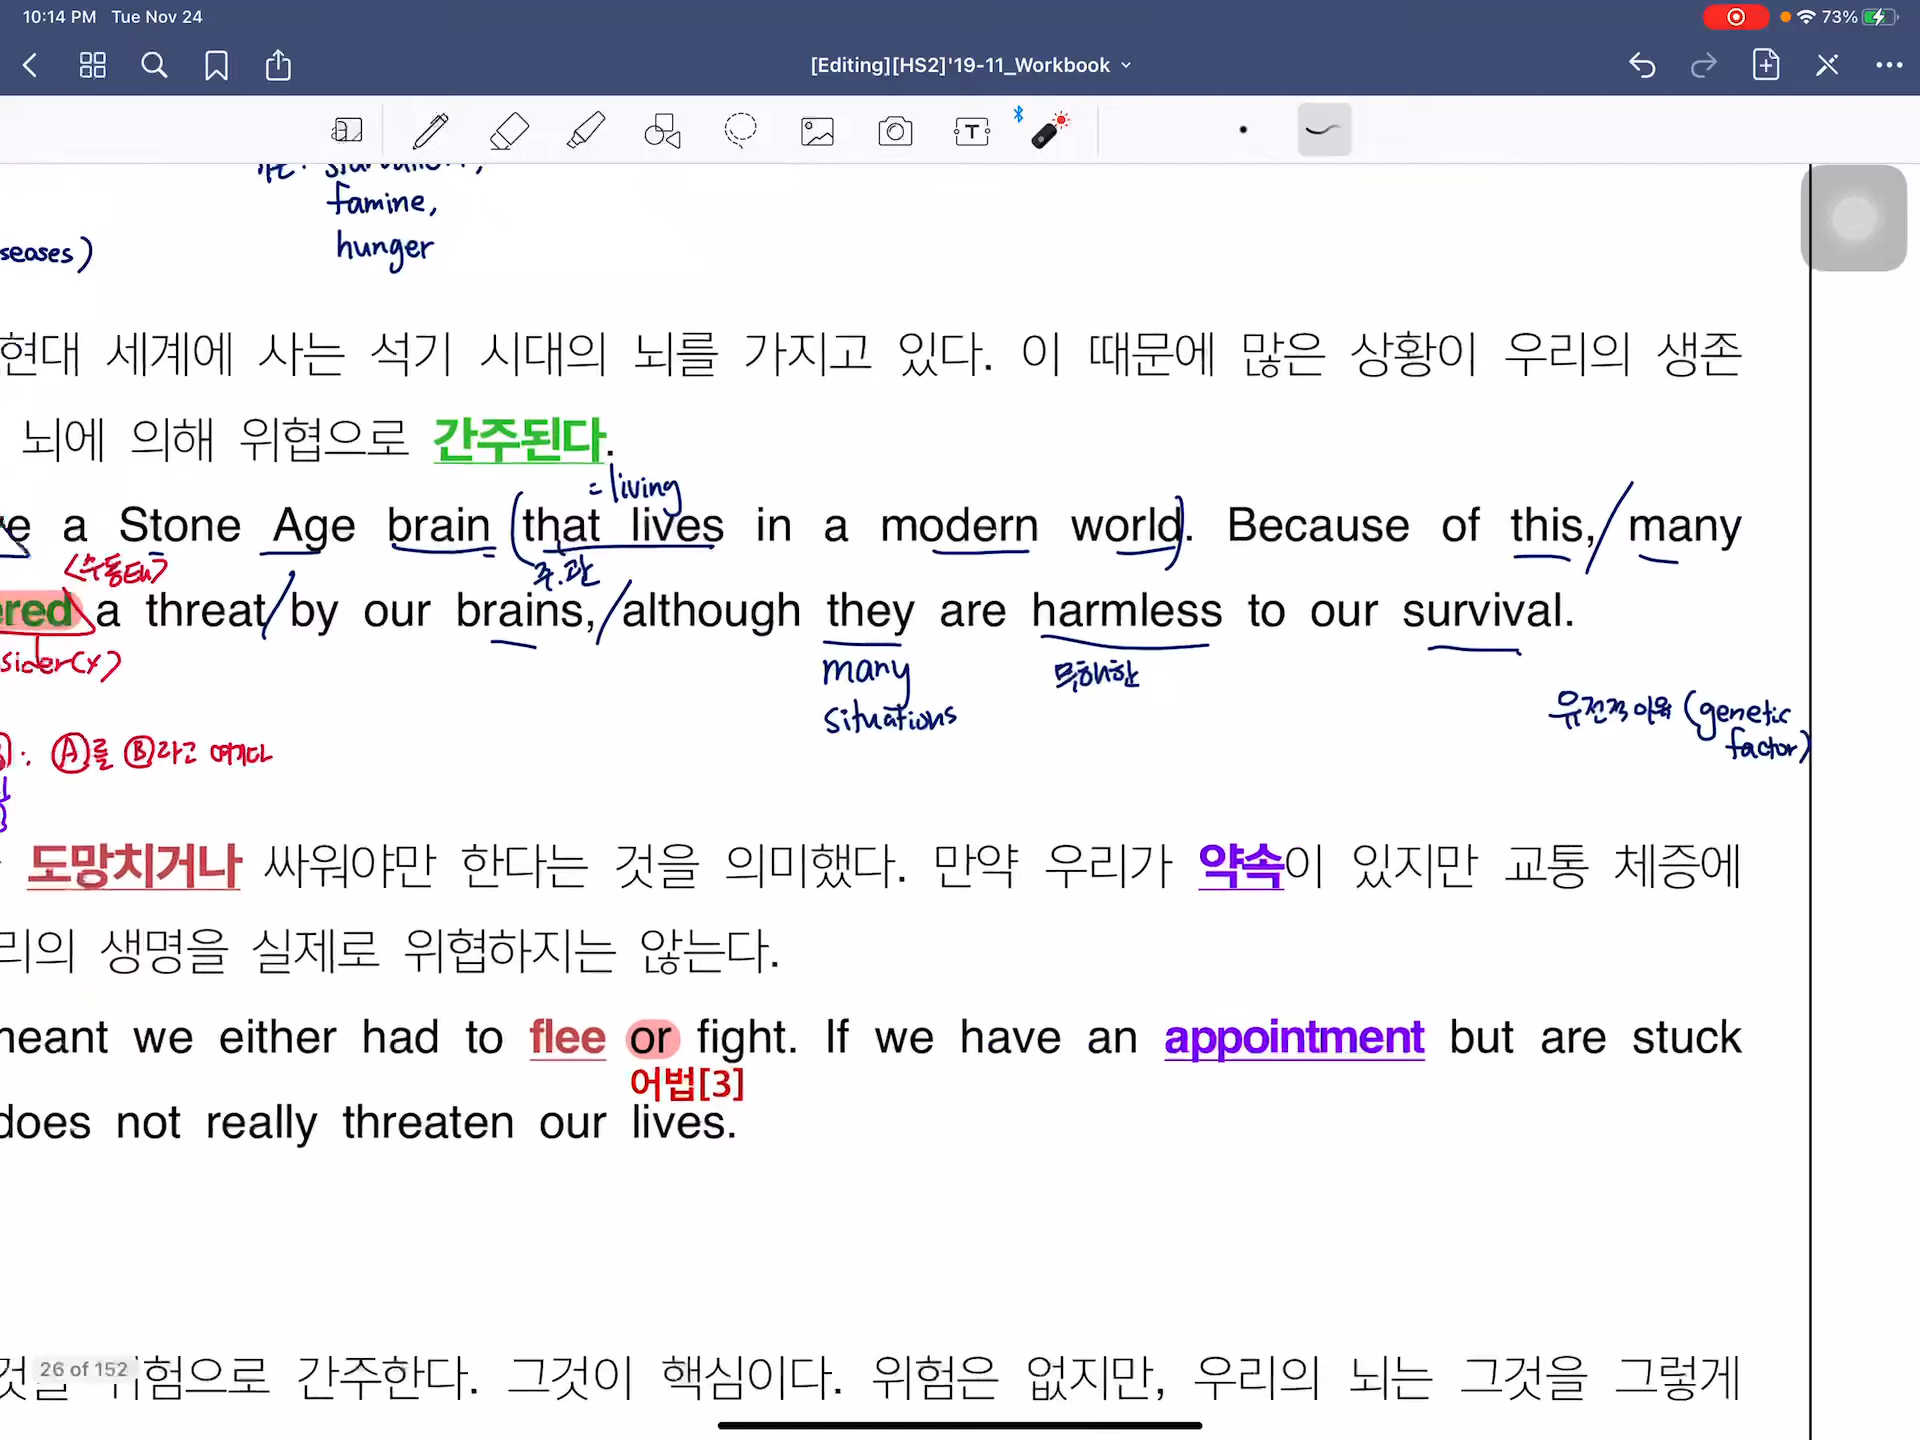 10:14 PM Tue Nov 24
73%
[Editing][HS2]'19-11_Workbook
T
famine,
seases)
hunger
현대 세계에 사는 석기 시대의 뇌를 가지고 있다. 이 때문에 많은 상황이 우리의 생존
뇌에 의해 위협으로 간주된다.
= living
e a Stone Age brain (that lives in a modern world). Because of this, many
<수동태>
주.관
ered a threat by our brains, although they are harmless to our survival.
sider(x)
many
situations
무해한
유전적 이유 (genetic
factor)
: Ⓐ를 Ⓑ라고 여기다
도망치거나 싸워야만 한다는 것을 의미했다. 만약 우리가 약속이 있지만 교통 체증에
리의 생명을 실제로 위협하지는 않는다.
meant we either had to flee or fight. If we have an appointment but are stuck
어법[3]
does not really threaten our lives.
26 of 152
것을 위험으로 간주한다. 그것이 핵심이다. 위험은 없지만, 우리의 뇌는 그것을 그렇게